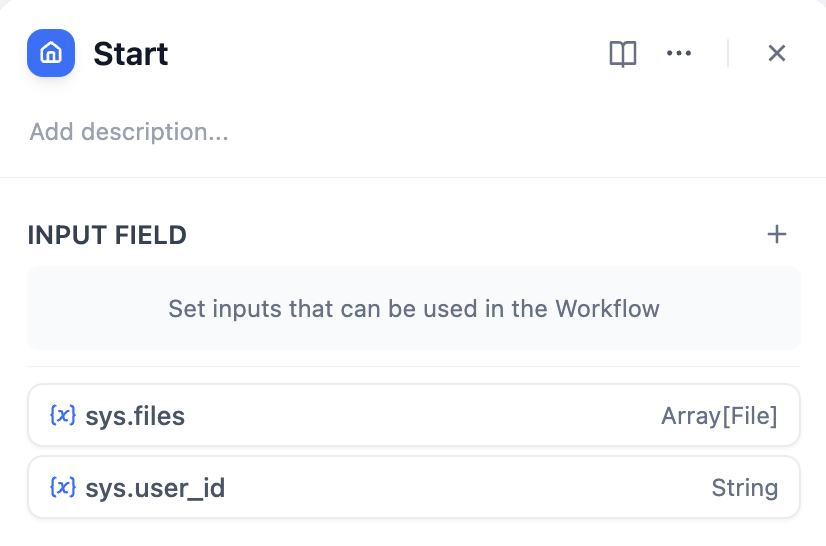 Start
Add description...
INPUT FIELD
Set inputs that can be used in the Workflow
{x} sys.files Array[File]
{x} sys.user_id String